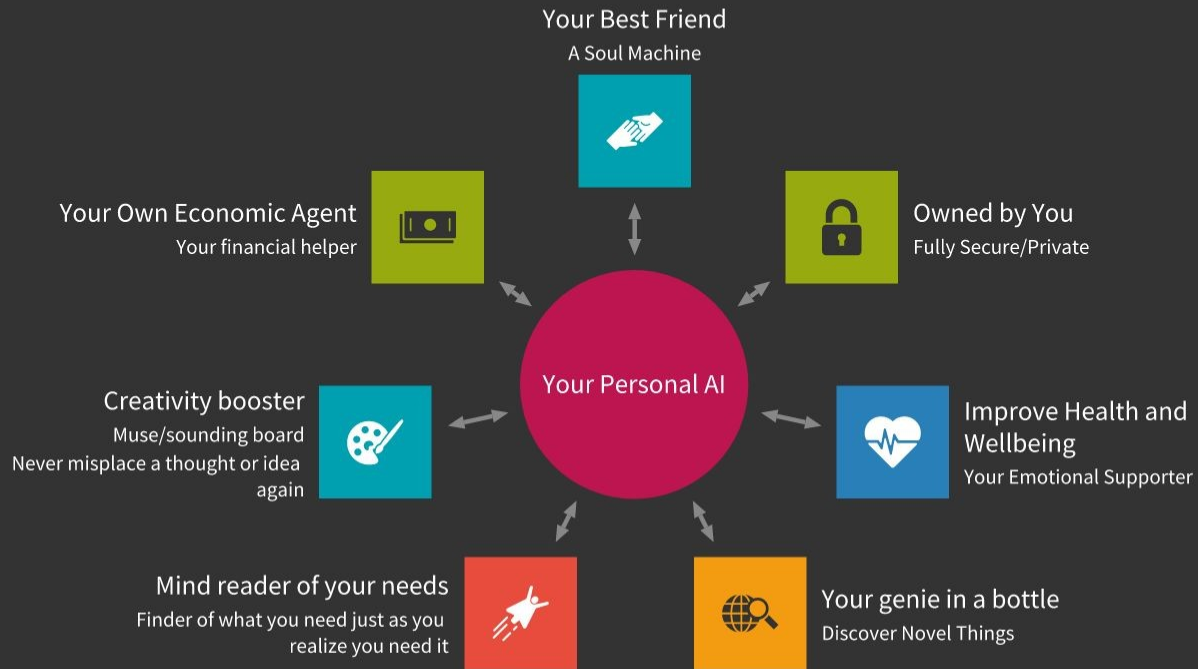 Your Best Friend
A Soul Machine
Your Own Economic Agent
Your financial helper
Owned by You
Fully Secure/Private
Your Personal AI
Creativity booster
Muse/sounding board
Never misplace a thought or idea
again
Improve Health and
Wellbeing
Your Emotional Supporter
Mind reader of your needs
Finder of what you need just as you
realize you need it
Your genie in a bottle
Discover Novel Things